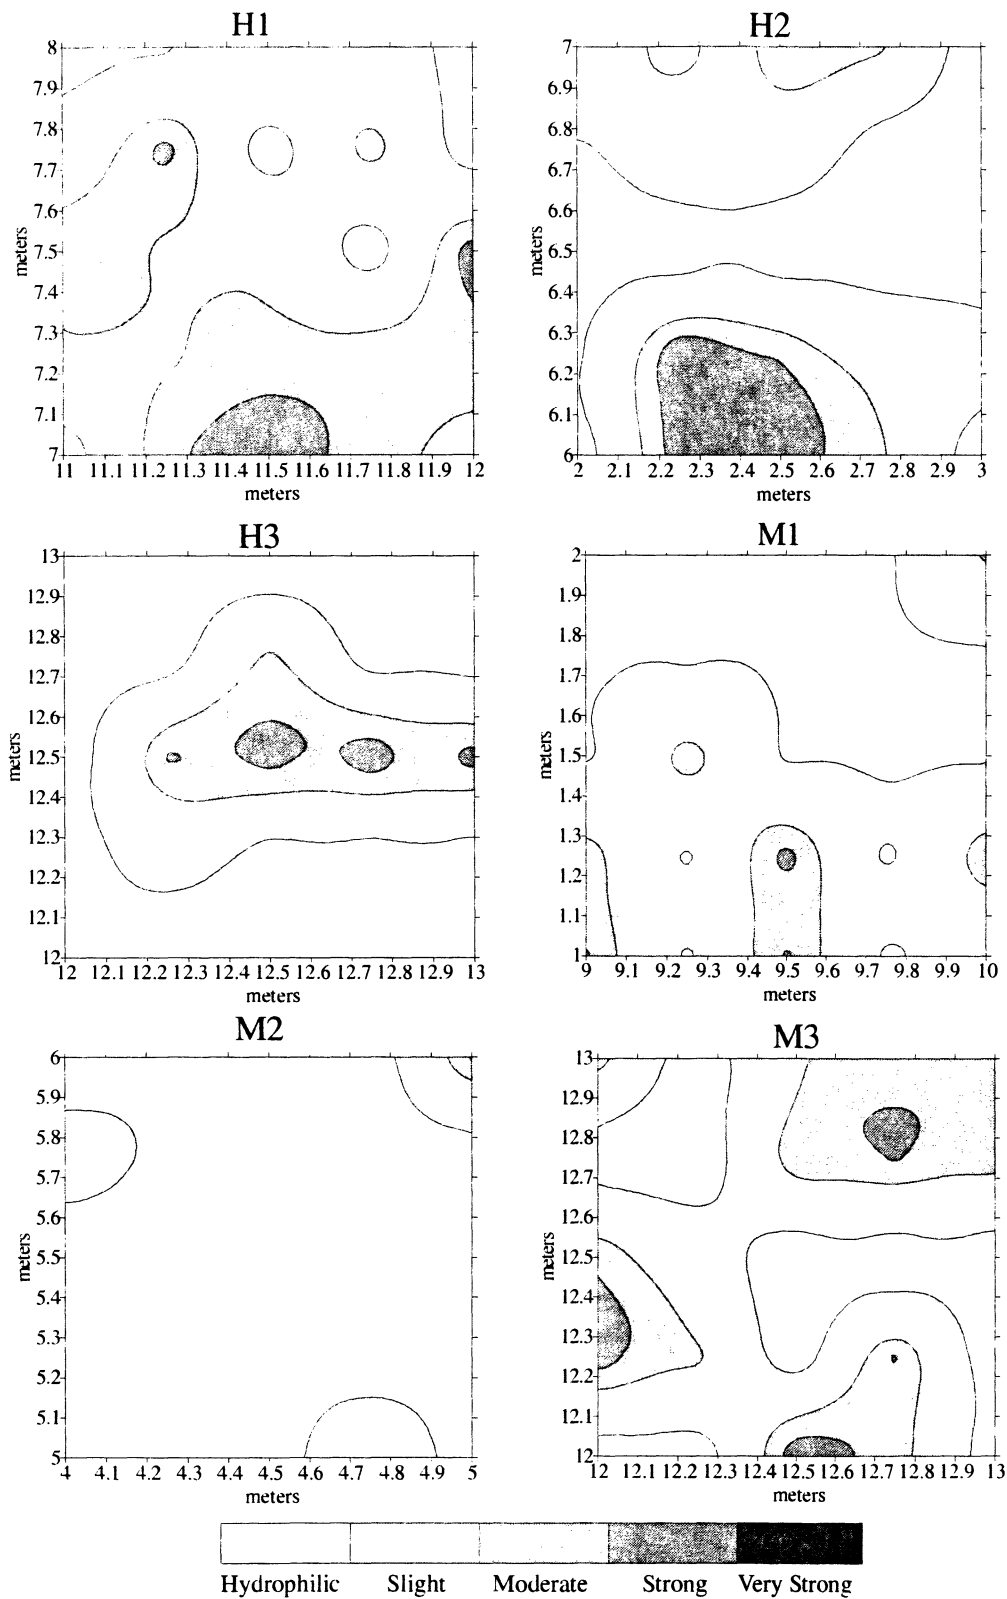 H1
H2
8
7.9
7.8
7.7
7.6
7.5
7.4
7.3
7.2
7.1
7
meters
11 11.1 11.2 11.3 11.4 11.5 11.6 11.7 11.8 11.9 12
meters
7
6.9
6.8
6.7
6.6
6.5
6.4
6.3
6.2
6.1
6
meters
2 2.1 2.2 2.3 2.4 2.5 2.6 2.7 2.8 2.9 3
meters
H3
M1
13
12.9
12.8
12.7
12.6
12.5
12.4
12.3
12.2
12.1
12
meters
12 12.1 12.2 12.3 12.4 12.5 12.6 12.7 12.8 12.9 13
meters
2
1.9
1.8
1.7
1.6
1.5
1.4
1.3
1.2
1.1
1
meters
9 9.1 9.2 9.3 9.4 9.5 9.6 9.7 9.8 9.9 10
meters
M2
M3
6
5.9
5.8
5.7
5.6
5.5
5.4
5.3
5.2
5.1
5
meters
4 4.1 4.2 4.3 4.4 4.5 4.6 4.7 4.8 4.9 5
meters
13
12.9
12.8
12.7
12.6
12.5
12.4
12.3
12.2
12.1
12
meters
12 12.1 12.2 12.3 12.4 12.5 12.6 12.7 12.8 12.9 13
meters
Hydrophilic Slight Moderate Strong Very Strong